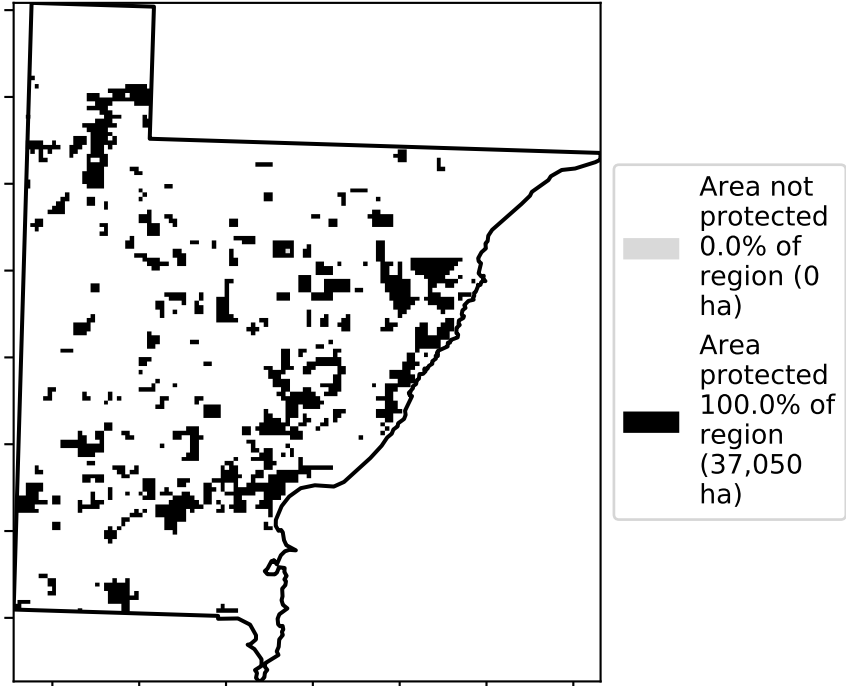 Area not
protected
0.0% of
region (0
ha)
Area
protected
100.0% of
region
(37,050
ha)